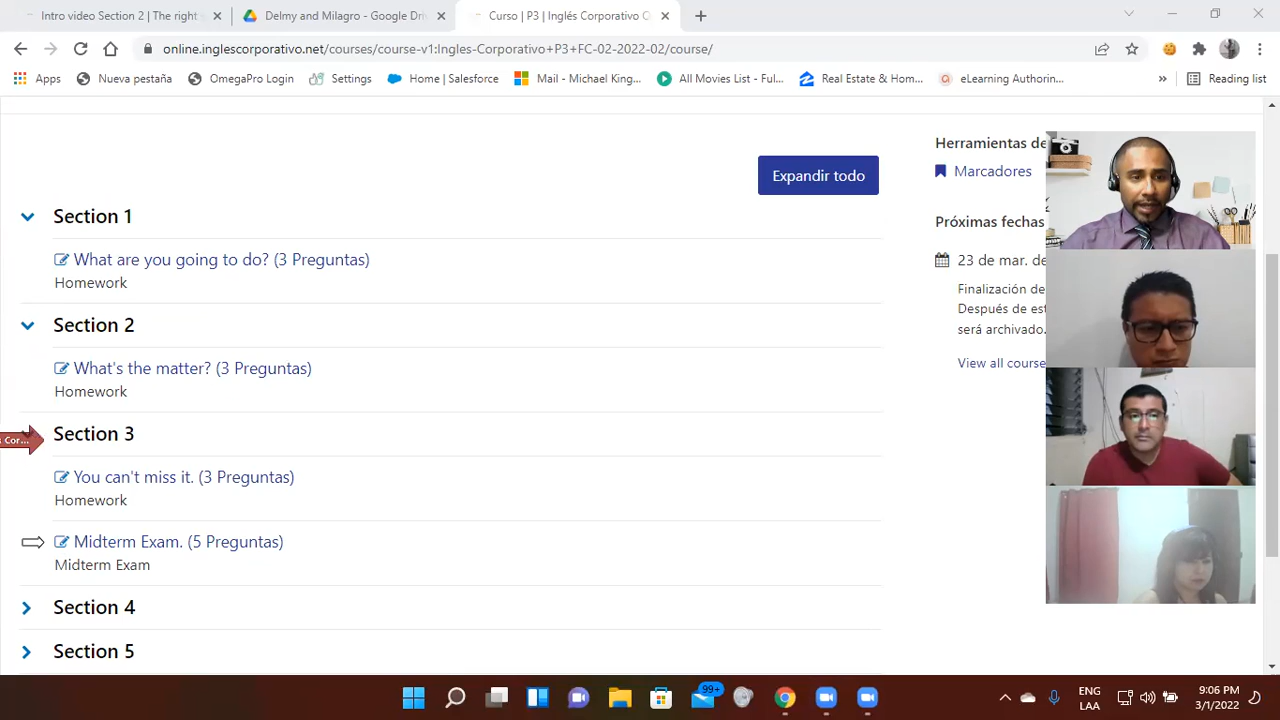 Intro video Section 2 | The right
Delmy and Milagro - Google Dri
Curso | P3 | Inglés Corporativo
online.inglescorporativo.net/courses/course-v1:Ingles-Corporativo+P3+FC-02-2022-02/course/
Apps
Nueva pestaña
OmegaPro Login
Settings
Home | Salesforce
Mail - Michael King...
All Movies List - Ful...
Real Estate & Hom...
eLearning Authorin...
»
Reading list
Expandir todo
Section 1
What are you going to do? (3 Preguntas)
Homework
Section 2
What's the matter? (3 Preguntas)
Homework
s Cor...
Section 3
You can't miss it. (3 Preguntas)
Homework
Midterm Exam. (5 Preguntas)
Midterm Exam
Section 4
Section 5
Herramientas de
Marcadores
Próximas fechas
23 de mar. de
Finalización de
Después de est
será archivado.
View all course
99+
ENG
LAA
9:06 PM
3/1/2022